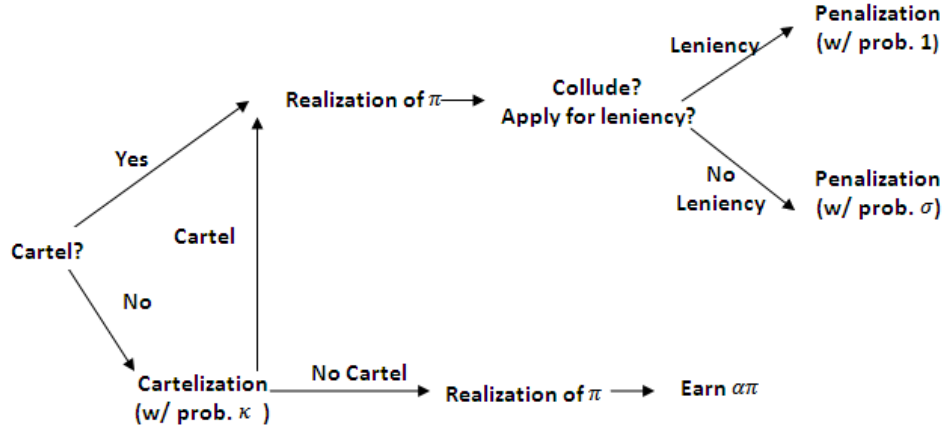 Penalization
(w/ prob. 1)
Leniency
Realization of π
Collude?
Apply for leniency?
Yes
No
Leniency
Penalization
(w/ prob. σ)
Cartel
Cartel?
No
Cartelization
(w/ prob. κ )
No Cartel
Realization of π
Earn απ